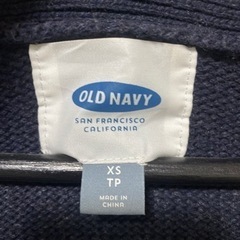 OLD NAVY
SAN FRANCISCO
CALIFORNIA
XS
TP
MADE IN
CHINA